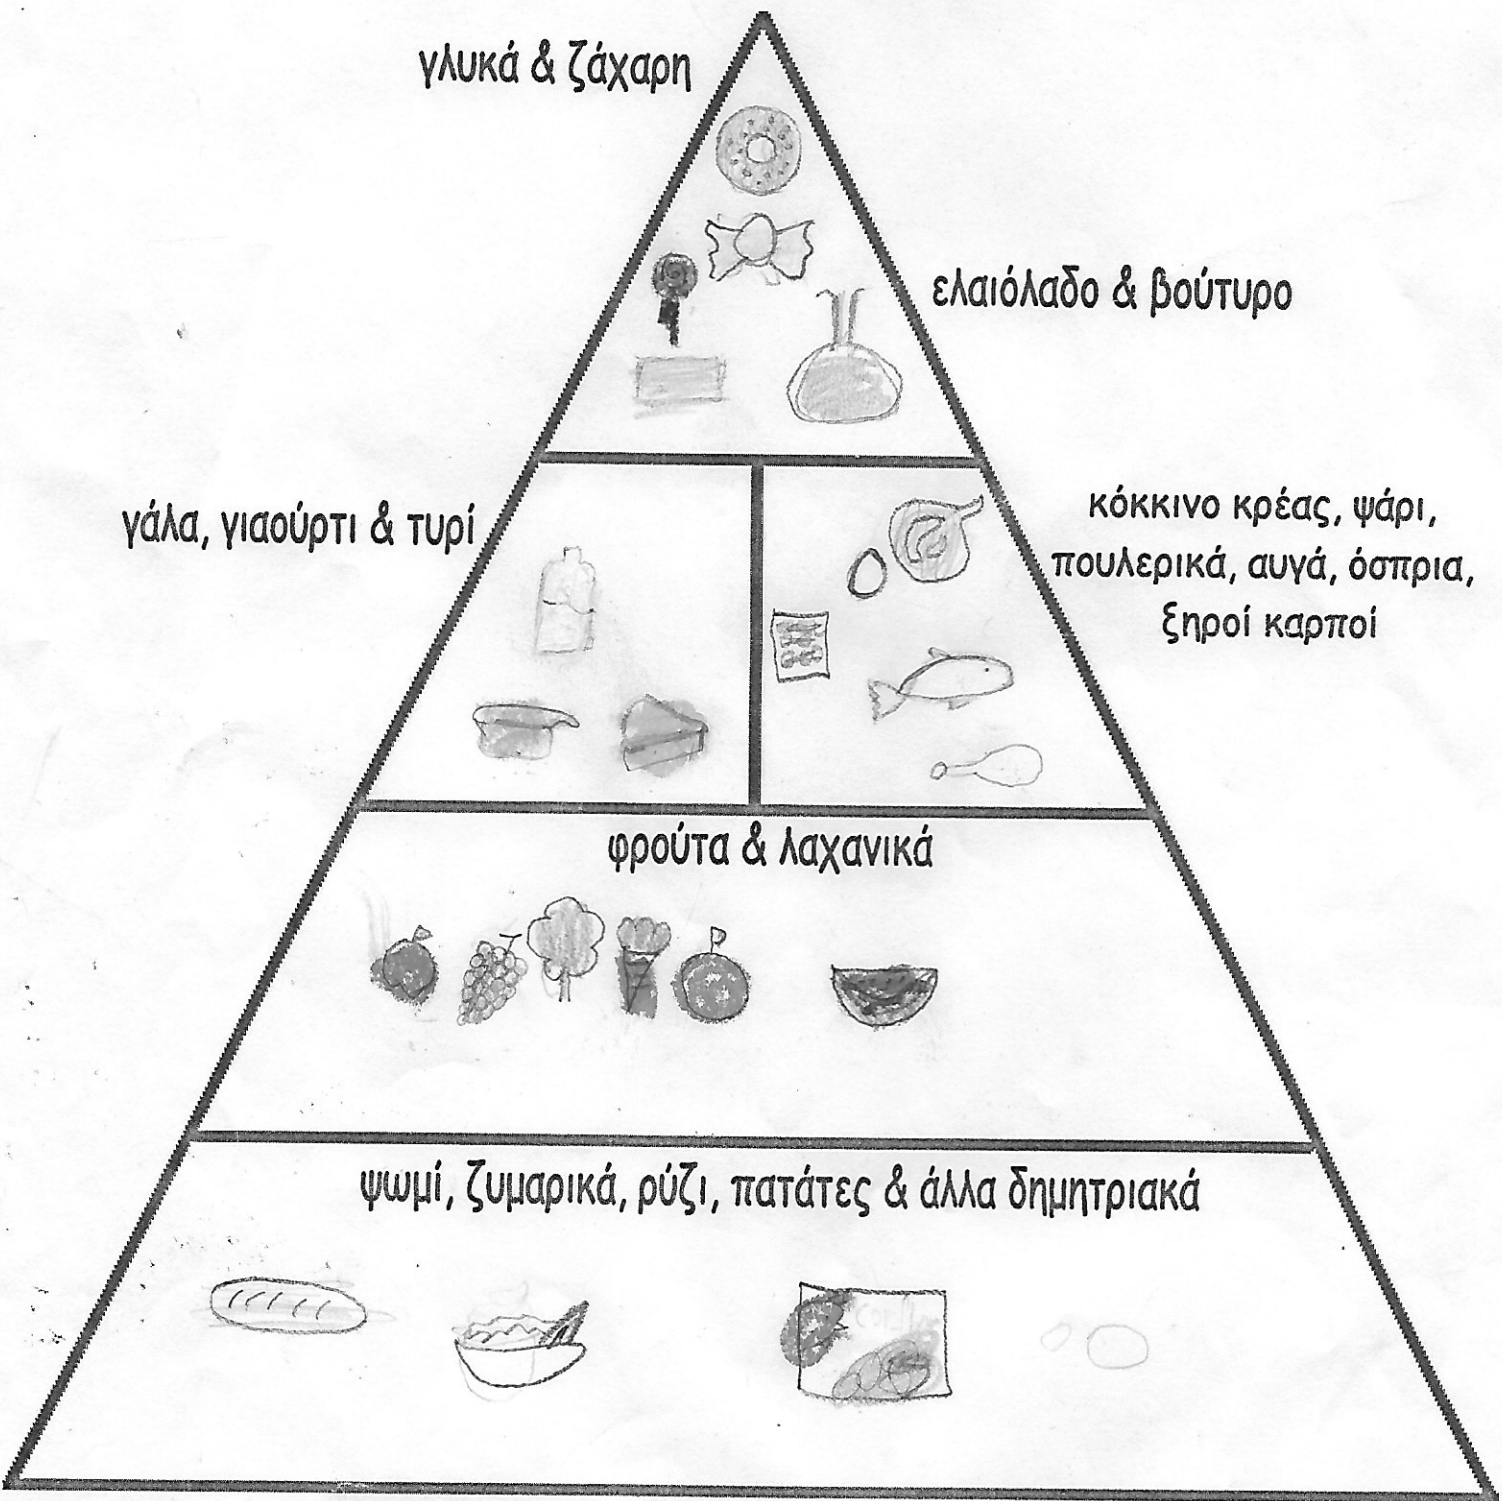 γλυκά & ζάχαρη
ελαιόλαδο & βούτυρο
γάλα, γιαούρτι & τυρί
κόκκινο κρέας, ψάρι,
πουλερικά, αυγά, όσπρια,
ξηροί καρποί
φρούτα & λαχανικά
ψωμί, ζυμαρικά, ρύζι, πατάτες & άλλα δημητριακά